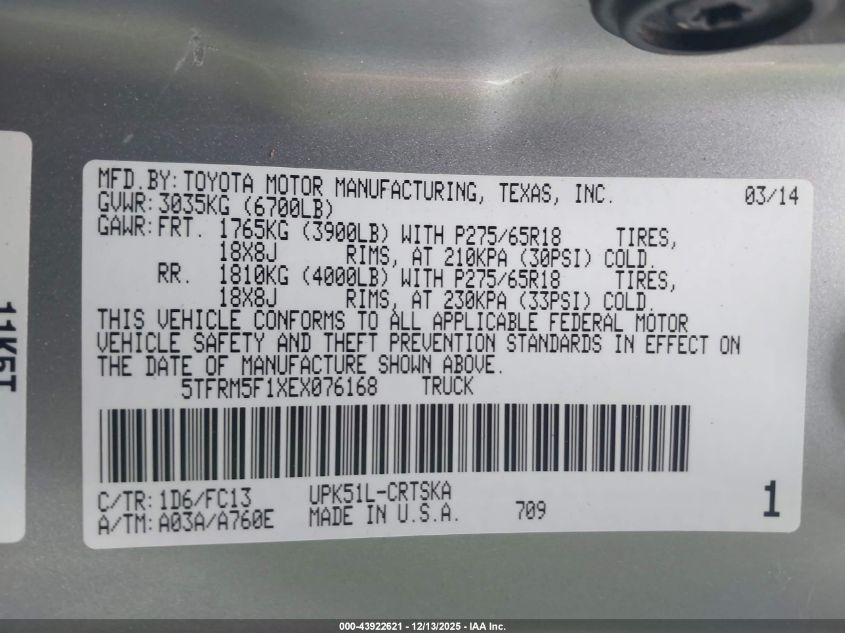 MFD.BY:TOYOTA MOTOR MANUFACTURING, TEXAS, INC. 03/14
GVWR:3035KG (6700LB)
GAWR:FRT. 1765KG (3900LB) WITH P275/65R18 TIRES,
18X8J RIMS, AT 210KPA (30PSI) COLD.
RR. 1810KG (4000LB) WITH P275/65R18 TIRES,
18X8J RIMS, AT 230KPA (33PSI) COLD.
THIS VEHICLE CONFORMS TO ALL APPLICABLE FEDERAL MOTOR
VEHICLE SAFETY AND THEFT PREVENTION STANDARDS IN EFFECT ON
THE DATE OF MANUFACTURE SHOWN ABOVE.
5TFRM5F1XEX076168 TRUCK
C/TR:1D6/FC13 UPK51L-CRTSKA
A/TM:A03A/A760E MADE IN U.S.A. 709 1
11K5T
000-43922621 - 12/13/2025 - IAA Inc.